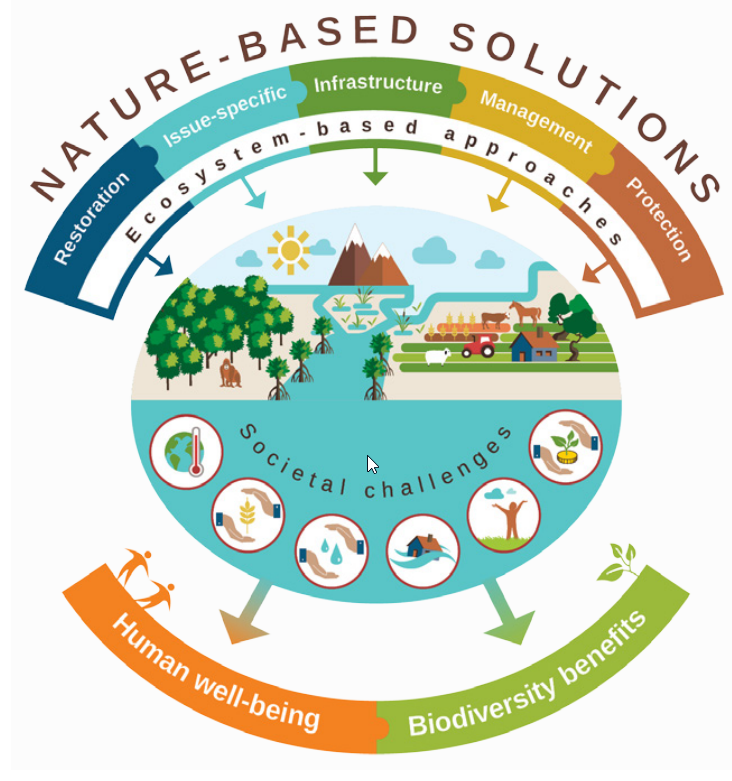 NATURE-BASED SOLUTIONS
Restoration
Issue-specific
Infrastructure
Management
Protection
Ecosystem-based approaches
Societal challenges
Human well-being
Biodiversity benefits